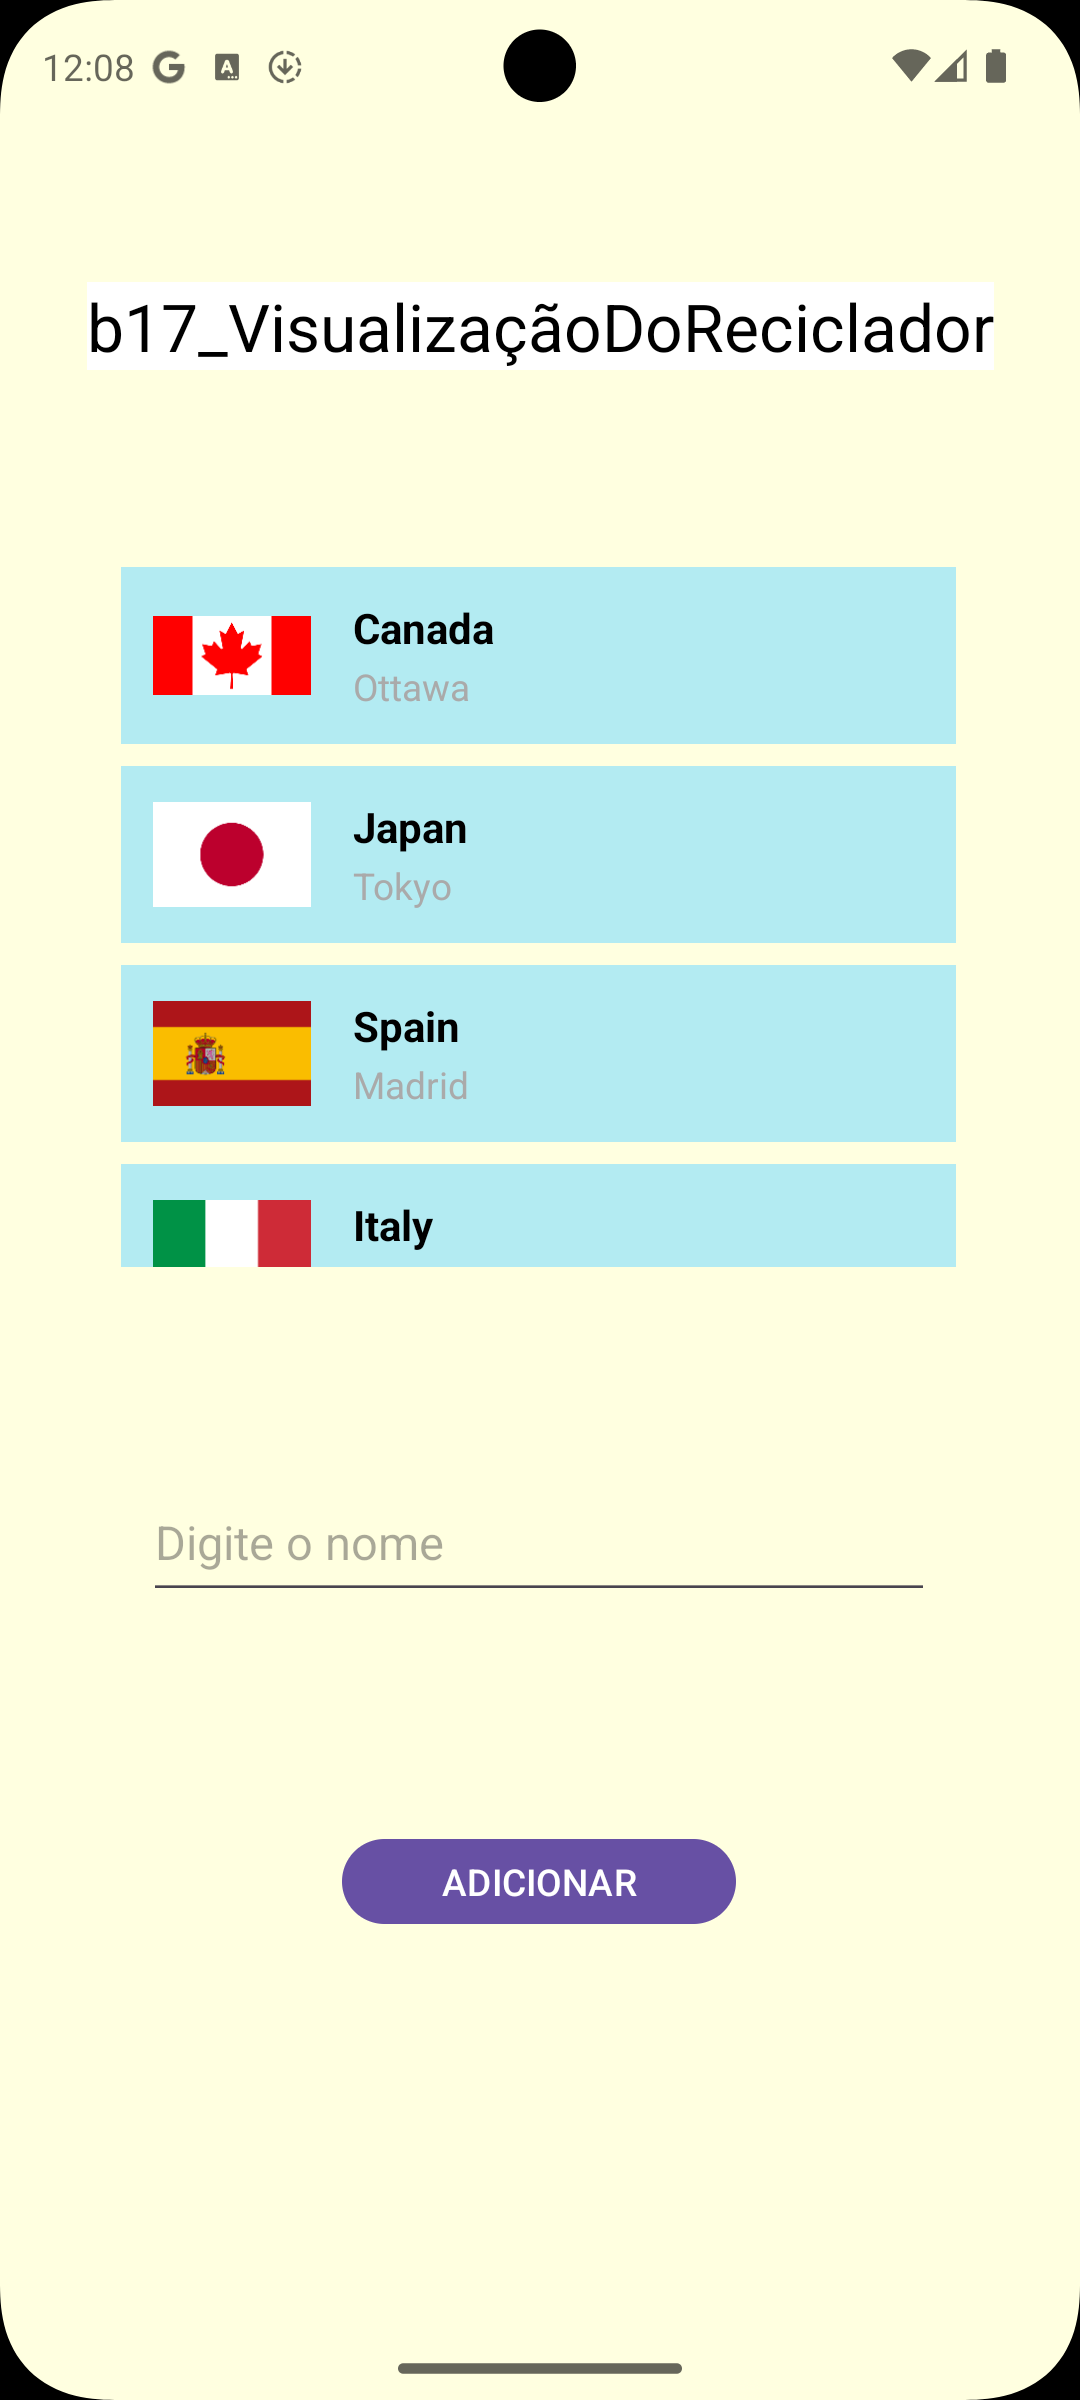 12:08
b17_VisualizaçãoDoReciclador
Canada
Ottawa
Japan
Tokyo
Spain
Madrid
Italy
Digite o nome
ADICIONAR